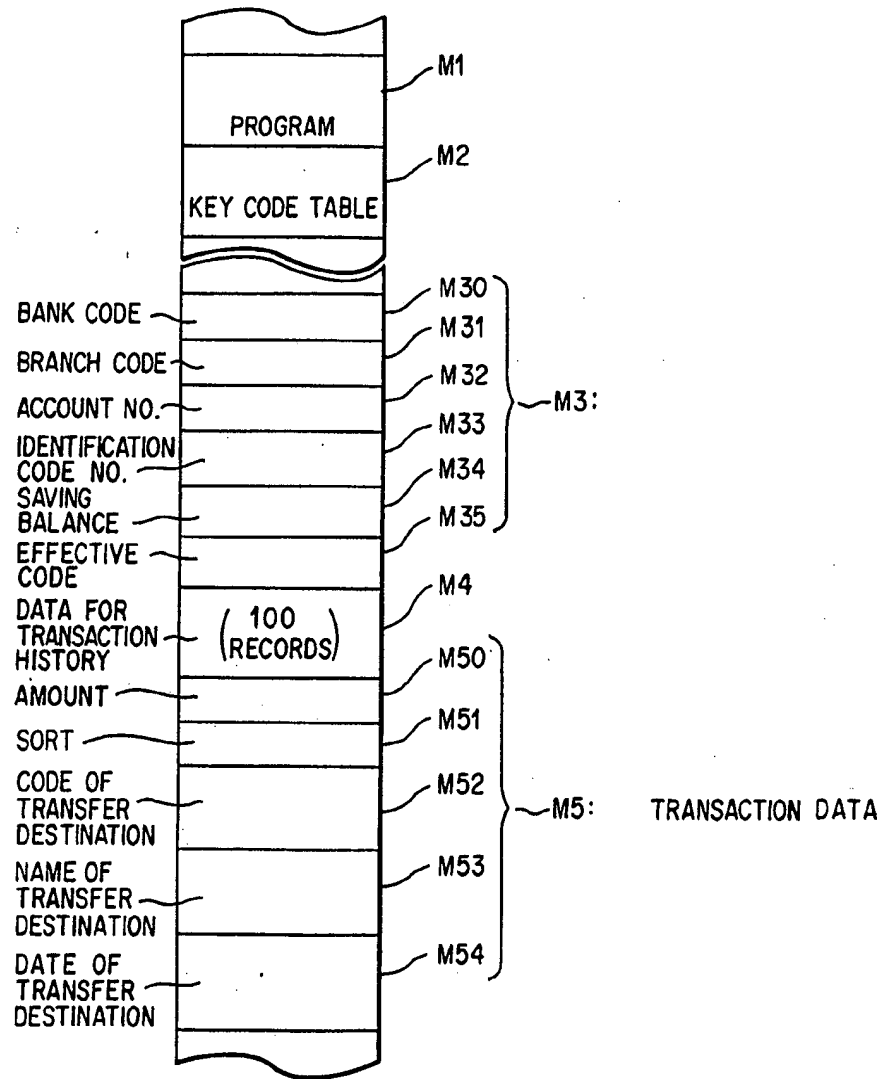 M1
PROGRAM
M2
KEY CODE TABLE
M30
BANK CODE
M31
BRANCH CODE
M32
ACCOUNT NO.
M3:
M33
IDENTIFICATION
CODE NO.
M34
SAVING
BALANCE
M35
EFFECTIVE
CODE
M4
DATA FOR
TRANSACTION
HISTORY
(100
RECORDS)
M50
AMOUNT
M51
SORT
M52
CODE OF
TRANSFER
DESTINATION
M5: TRANSACTION DATA
M53
NAME OF
TRANSFER
DESTINATION
M54
DATE OF
TRANSFER
DESTINATION